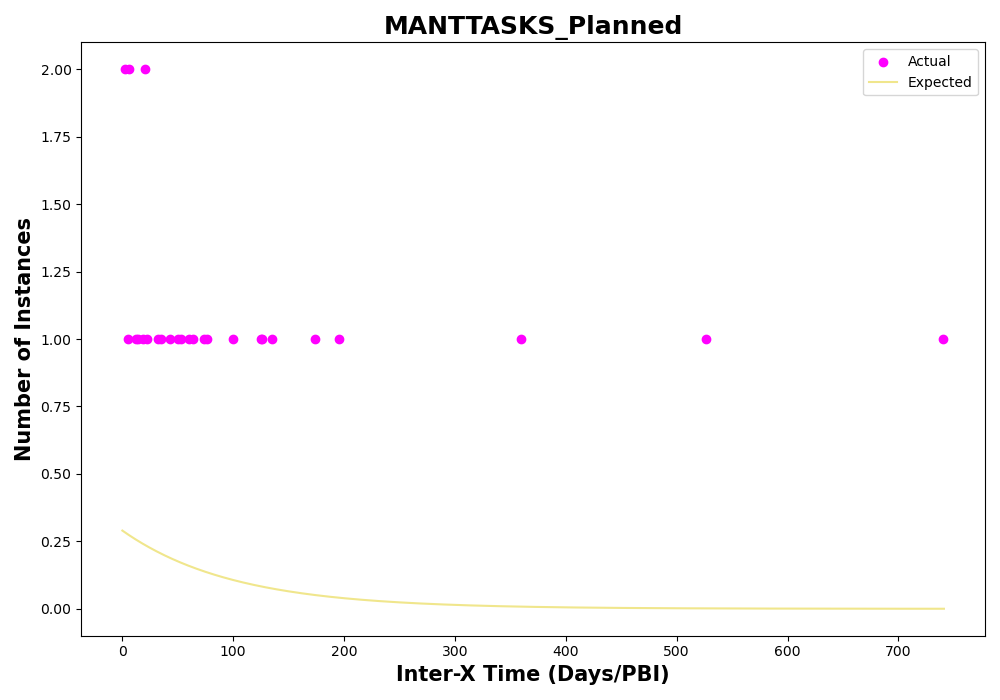 MANTTASKS_Planned
Actual
Expected
2.00
1.75
1.50
1.25
1.00
0.75
0.50
0.25
0.00
Number of Instances
0 100 200 300 400 500 600 700
Inter-X Time (Days/PBI)